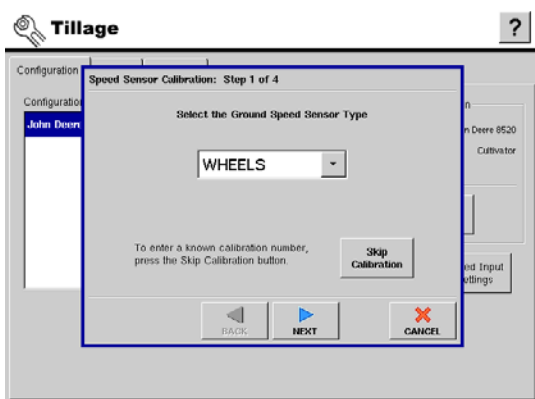 Tillage
?
Configuration
Speed Sensor Calibration: Step 1 of 4
Select the Ground Speed Sensor Type
John Deere 8520
Cultivator
WHEELS
To enter a known calibration number,
press the Skip Calibration button.
Skip
Calibration
ed Input
ettings
BACK
NEXT
CANCEL